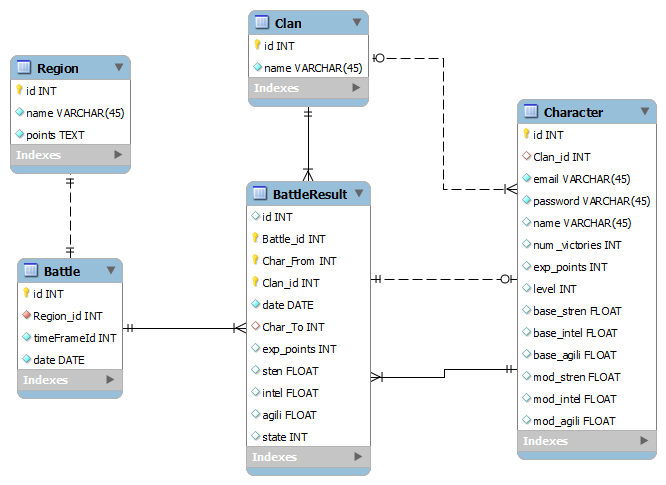 Clan
id INT
name VARCHAR(45)
Indexes
Region
id INT
name VARCHAR(45)
points TEXT
Indexes
Character
id INT
Clan_id INT
email VARCHAR(45)
password VARCHAR(45)
name VARCHAR(45)
num_victories INT
exp_points INT
level INT
base_stren FLOAT
base_intel FLOAT
base_agili FLOAT
mod_stren FLOAT
mod_intel FLOAT
mod_agili FLOAT
Indexes
BattleResult
id INT
Battle_id INT
Char_From INT
Clan_id INT
date DATE
Char_To INT
exp_points INT
sten FLOAT
intel FLOAT
agili FLOAT
state INT
Indexes
Battle
id INT
Region_id INT
timeFrameId INT
date DATE
Indexes